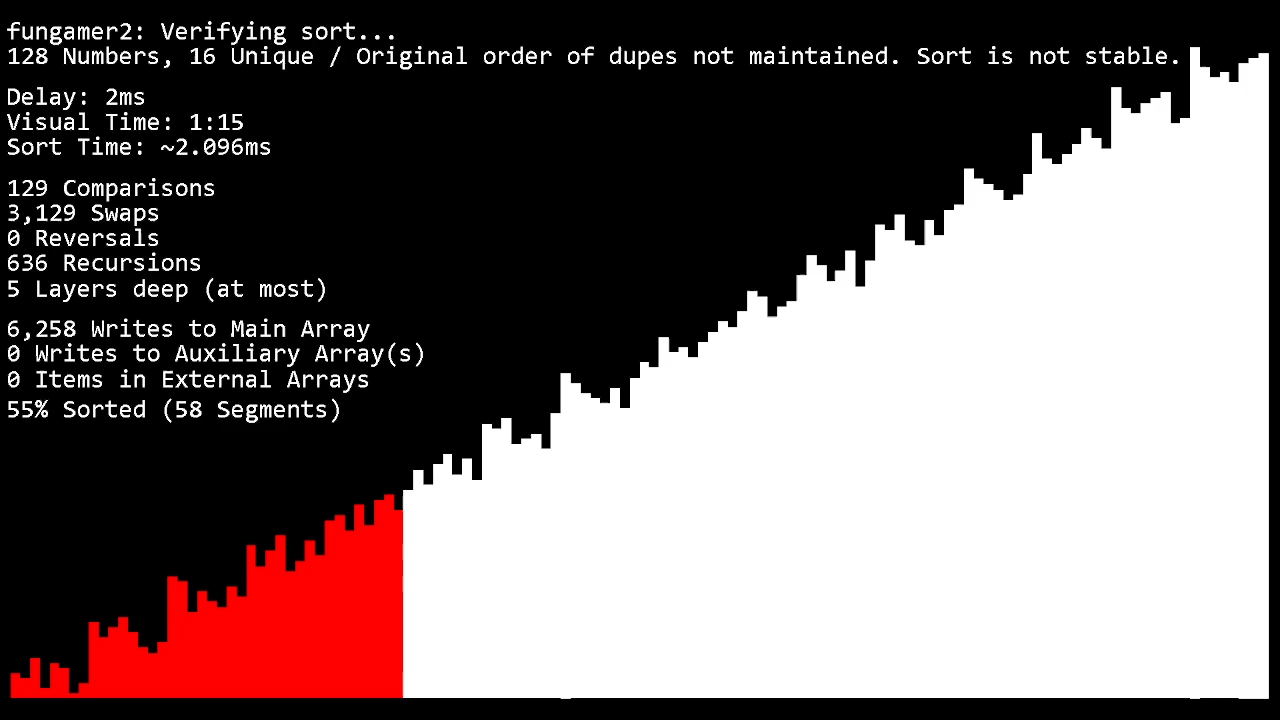 fungamer2: Verifying sort...
128 Numbers, 16 Unique / Original order of dupes not maintained. Sort is not stable.
Delay: 2ms
Visual Time: 1:15
Sort Time: ~2.096ms
129 Comparisons
3,129 Swaps
0 Reversals
636 Recursions
5 Layers deep (at most)
6,258 Writes to Main Array
0 Writes to Auxiliary Array(s)
0 Items in External Arrays
55% Sorted (58 Segments)